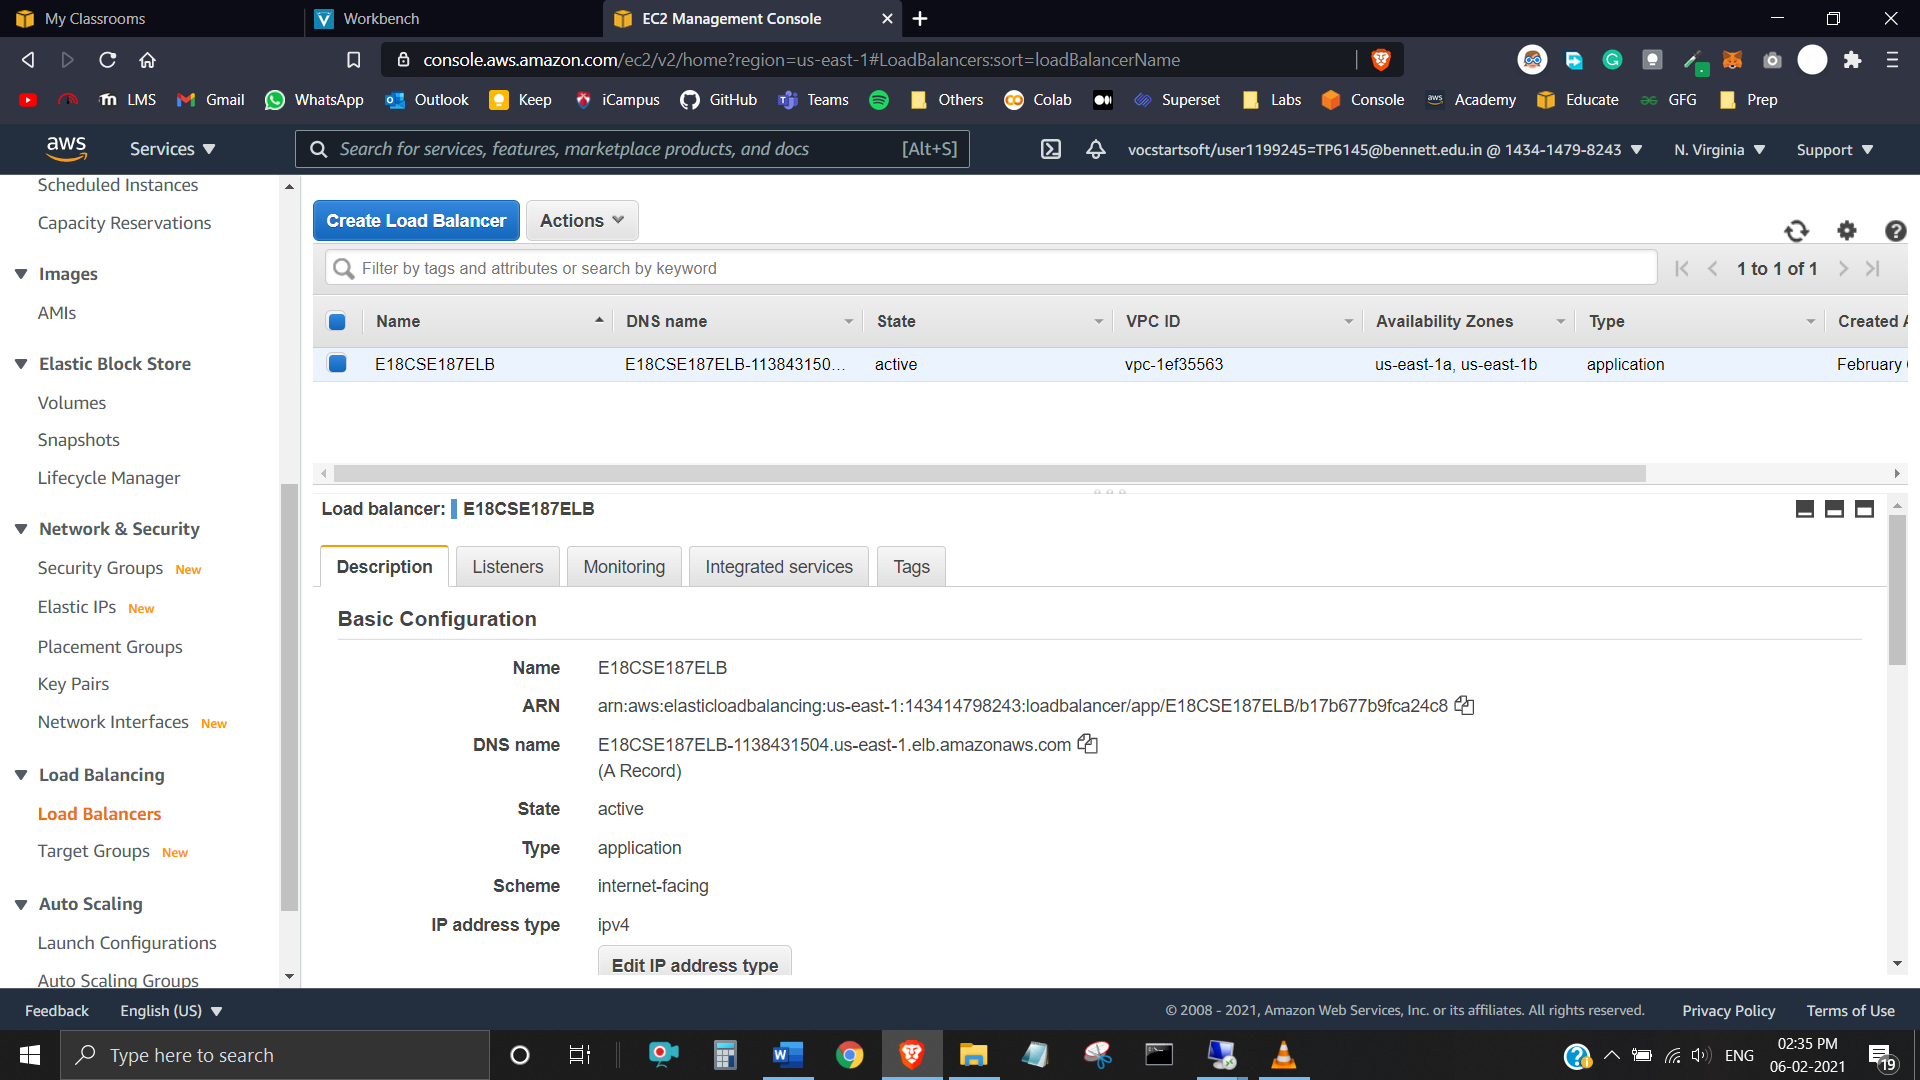 My Classrooms
Workbench
EC2 Management Console
console.aws.amazon.com/ec2/v2/home?region=us-east-1#LoadBalancers:sort=loadBalancerName
LMS Gmail WhatsApp Outlook Keep iCampus GitHub Teams Others Colab Superset Labs Console aws Academy Educate GFG Prep
aws Services Search for services, features, marketplace products, and docs [Alt+S] vocstartsoft/user1199245=TP6145@bennett.edu.in @ 1434-1479-8243 N. Virginia Support
Scheduled Instances
Capacity Reservations
Images
AMIs
Elastic Block Store
Volumes
Snapshots
Lifecycle Manager
Network & Security
Security Groups New
Elastic IPs New
Placement Groups
Key Pairs
Network Interfaces New
Load Balancing
Load Balancers
Target Groups New
Auto Scaling
Launch Configurations
Auto Scaling Groups
Create Load Balancer Actions
Filter by tags and attributes or search by keyword 1 to 1 of 1
Name DNS name State VPC ID Availability Zones Type Created A
E18CSE187ELB E18CSE187ELB-113843150... active vpc-1ef35563 us-east-1a, us-east-1b application February
Load balancer: E18CSE187ELB
Description Listeners Monitoring Integrated services Tags
Basic Configuration
Name E18CSE187ELB
ARN arn:aws:elasticloadbalancing:us-east-1:143414798243:loadbalancer/app/E18CSE187ELB/b17b677b9fca24c8
DNS name E18CSE187ELB-1138431504.us-east-1.elb.amazonaws.com
(A Record)
State active
Type application
Scheme internet-facing
IP address type ipv4
Edit IP address type
Feedback English (US) © 2008 - 2021, Amazon Web Services, Inc. or its affiliates. All rights reserved. Privacy Policy Terms of Use
Type here to search
ENG
02:35 PM
06-02-2021
19